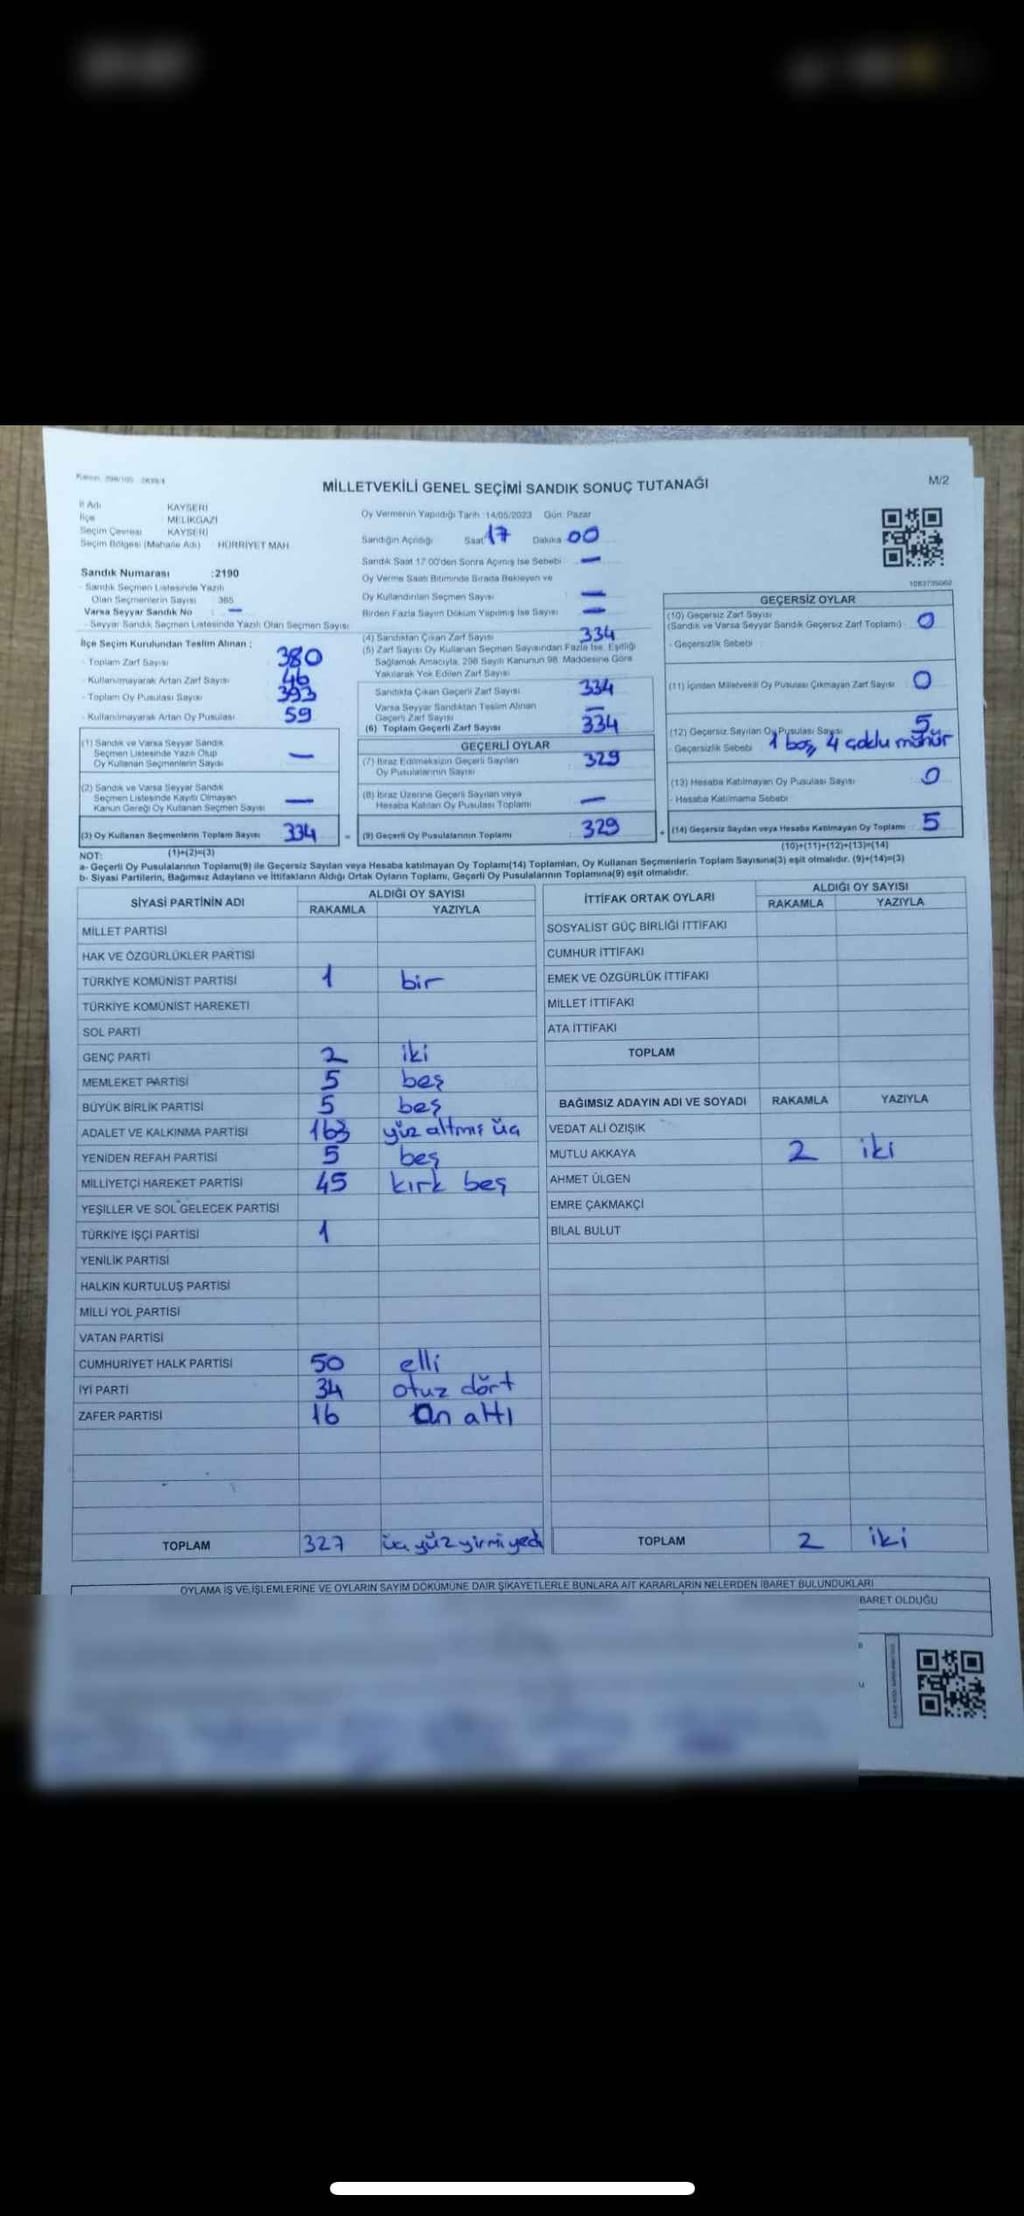 MİLLETVEKİLİ GENEL SEÇİMİ SANDIK SONUÇ TUTANAĞI
M/2
İl Adı KAYSERİ
İlçe MELİKGAZİ
Seçim Çevresi KAYSERİ
Seçim Bölgesi (Mahalle Adı) HÜRRİYET MAH
Sandık Numarası :2190
- Sandık Seçmen Listesinde Yazılı
Olan Seçmenlerin Sayısı : 365
Varsa Seyyar Sandık No : —
- Seyyar Sandık Seçmen Listesinde Yazılı Olan Seçmen Sayısı
İlçe Seçim Kurulundan Teslim Alınan :
- Toplam Zarf Sayısı 380
- Kullanılmayarak Artan Zarf Sayısı 46
- Toplam Oy Pusulası Sayısı 393
- Kullanılmayarak Artan Oy Pusulası 59
(1) Sandık ve Varsa Seyyar Sandık
Seçmen Listesinde Yazılı Olup
Oy Kullanan Seçmenlerin Sayısı —
(2) Sandık ve Varsa Seyyar Sandık
Seçmen Listesinde Kayıtlı Olmayan
Kanun Gereği Oy Kullanan Seçmen Sayısı —
(3) Oy Kullanan Seçmenlerin Toplam Sayısı 334
(1)+(2)=(3)
Oy Vermenin Yapıldığı Tarih :14/05/2023 Gün: Pazar
Sandığın Açıldığı Saat 17 Dakika 00
Sandık Saat 17:00'den Sonra Açılmış İse Sebebi —
Oy Verme Saati Bitiminde Sırada Bekleyen ve
Oy Kullandırılan Seçmen Sayısı —
Birden Fazla Sayım Döküm Yapılmış İse Sayısı —
(4) Sandıktan Çıkan Zarf Sayısı 334
(5) Zarf Sayısı Oy Kullanan Seçmen Sayısından Fazla İse, Eşitliği
Sağlamak Amacıyla, 298 Sayılı Kanunun 98. Maddesine Göre
Yakılarak Yok Edilen Zarf Sayısı
Sandıkta Çıkan Geçerli Zarf Sayısı 334
Varsa Seyyar Sandıktan Teslim Alınan
Geçerli Zarf Sayısı —
(6) Toplam Geçerli Zarf Sayısı 334
GEÇERLİ OYLAR
(7) İtiraz Edilmeksizin Geçerli Sayılan
Oy Pusulalarının Sayısı 329
(8) İtiraz Üzerine Geçerli Sayılan veya
Hesaba Katılan Oy Pusulası Toplamı —
(9) Geçerli Oy Pusulalarının Toplamı 329
GEÇERSİZ OYLAR
(10) Geçersiz Zarf Sayısı
(Sandık ve Varsa Seyyar Sandık Geçersiz Zarf Toplamı) 0
- Geçersizlik Sebebi
(11) İçinden Milletvekili Oy Pusulası Çıkmayan Zarf Sayısı 0
(12) Geçersiz Sayılan Oy Pusulası Sayısı 5
- Geçersizlik Sebebi 1 boş, 4 çoklu mühür
(13) Hesaba Katılmayan Oy Pusulası Sayısı 0
- Hesaba Katılmama Sebebi
(14) Geçersiz Sayılan veya Hesaba Katılmayan Oy Toplamı 5
(10)+(11)+(12)+(13)=(14)
NOT:
a- Geçerli Oy Pusulalarının Toplamı(9) ile Geçersiz Sayılan veya Hesaba katılmayan Oy Toplamı(14) Toplamları, Oy Kullanan Seçmenlerin Toplam Sayısına(3) eşit olmalıdır. (9)+(14)=(3)
b- Siyasi Partilerin, Bağımsız Adayların ve İttifakların Aldığı Ortak Oyların Toplamı, Geçerli Oy Pusulalarının Toplamına(9) eşit olmalıdır.
SİYASİ PARTİNİN ADI ALDIĞI OY SAYISI
RAKAMLA YAZIYLA
MİLLET PARTİSİ
HAK VE ÖZGÜRLÜKLER PARTİSİ
TÜRKİYE KOMÜNİST PARTİSİ 1 bir
TÜRKİYE KOMÜNİST HAREKETİ
SOL PARTİ
GENÇ PARTİ 2 iki
MEMLEKET PARTİSİ 5 beş
BÜYÜK BİRLİK PARTİSİ 5 beş
ADALET VE KALKINMA PARTİSİ 163 yüz altmış üç
YENİDEN REFAH PARTİSİ 5 beş
MİLLİYETÇİ HAREKET PARTİSİ 45 kırk beş
YEŞİLLER VE SOL GELECEK PARTİSİ
TÜRKİYE İŞÇİ PARTİSİ 1
YENİLİK PARTİSİ
HALKIN KURTULUŞ PARTİSİ
MİLLİ YOL PARTİSİ
VATAN PARTİSİ
CUMHURİYET HALK PARTİSİ 50 elli
İYİ PARTİ 34 otuz dört
ZAFER PARTİSİ 16 on altı
TOPLAM 327 üç yüz yirmi yedi
İTTİFAK ORTAK OYLARI ALDIĞI OY SAYISI
RAKAMLA YAZIYLA
SOSYALİST GÜÇ BİRLİĞİ İTTİFAKI
CUMHUR İTTİFAKI
EMEK VE ÖZGÜRLÜK İTTİFAKI
MİLLET İTTİFAKI
ATA İTTİFAKI
TOPLAM
BAĞIMSIZ ADAYIN ADI VE SOYADI RAKAMLA YAZIYLA
VEDAT ALİ ÖZIŞIK
MUTLU AKKAYA 2 iki
AHMET ÜLGEN
EMRE ÇAKMAKÇİ
BİLAL BULUT
TOPLAM 2 iki
OYLAMA İŞ VE İŞLEMLERİNE VE OYLARIN SAYIM DÖKÜMÜNE DAİR ŞİKAYETLERLE BUNLARA AİT KARARLARIN NELERDEN İBARET BULUNDUKLARI
BARET OLDUĞU